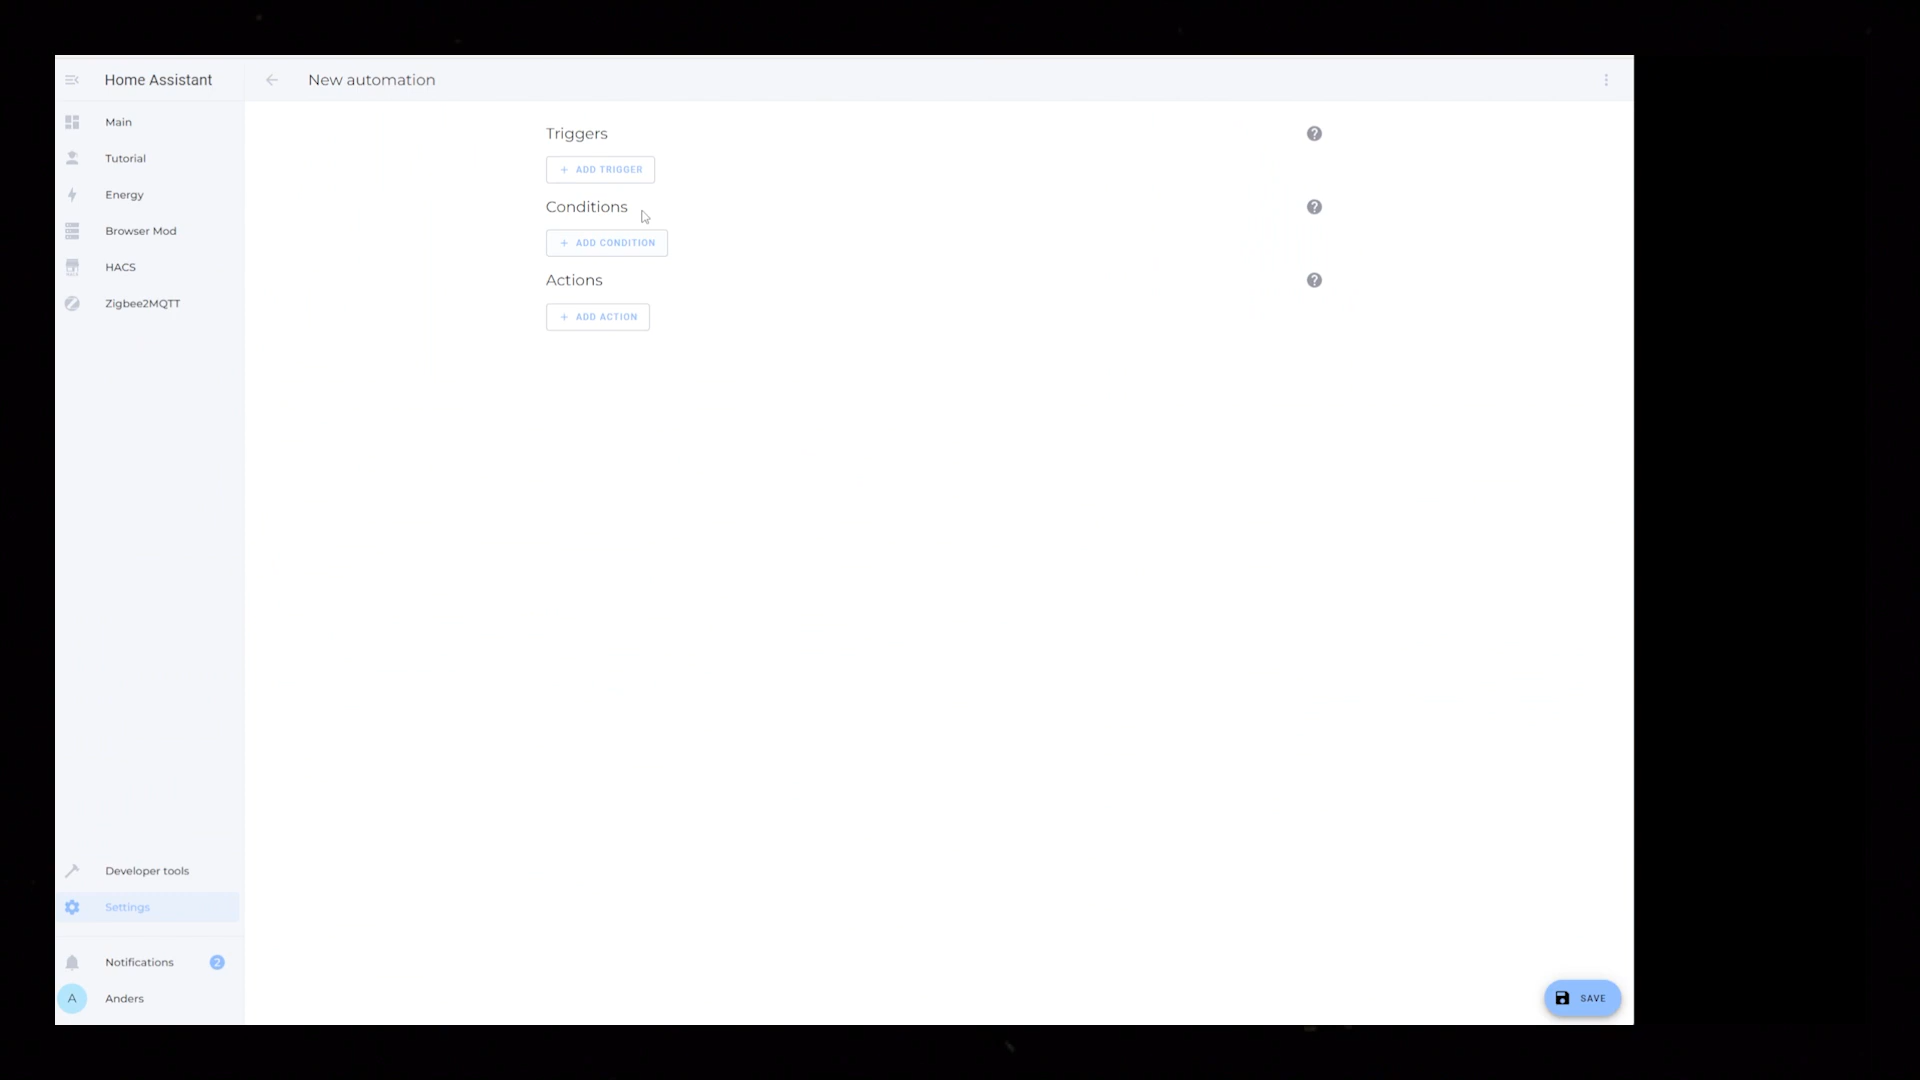 Home Assistant
New automation
Main
Tutorial
Energy
Browser Mod
HACS
Zigbee2MQTT
Triggers
+ ADD TRIGGER
Conditions
+ ADD CONDITION
Actions
+ ADD ACTION
Developer tools
Settings
Notifications 2
A Anders
SAVE